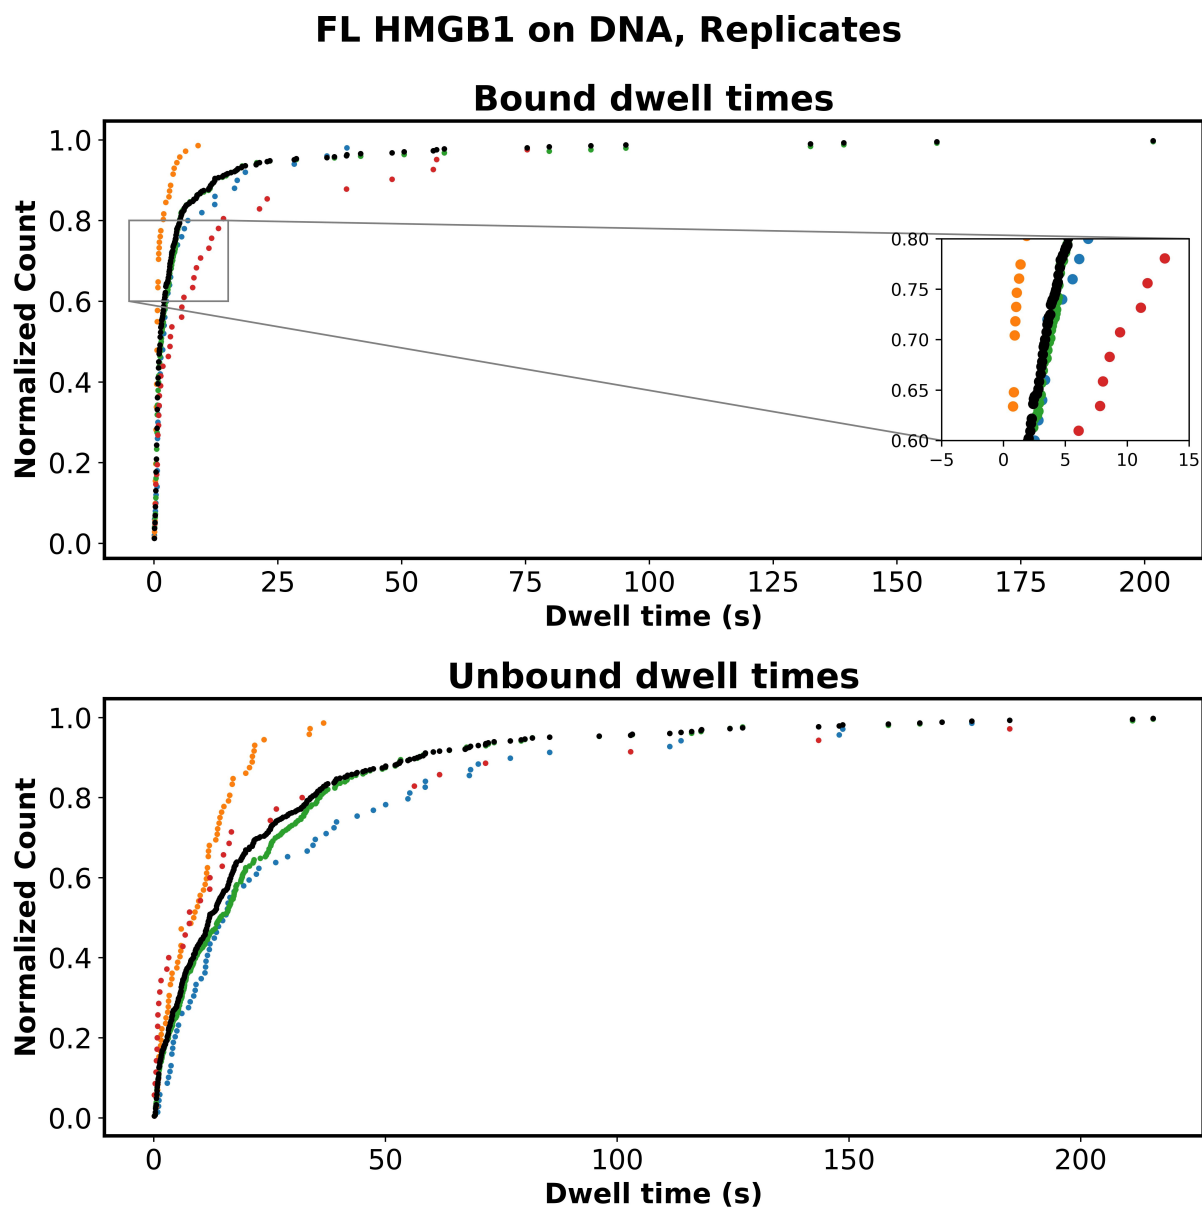 FL HMGB1 on DNA, Replicates
Bound dwell times
Normalized Count
1.0
0.8
0.6
0.4
0.2
0.0
0.80
0.75
0.70
0.65
0.60
−5 0 5 10 15
0 25 50 75 100 125 150 175 200
Dwell time (s)
Unbound dwell times
Normalized Count
1.0
0.8
0.6
0.4
0.2
0.0
0 50 100 150 200
Dwell time (s)